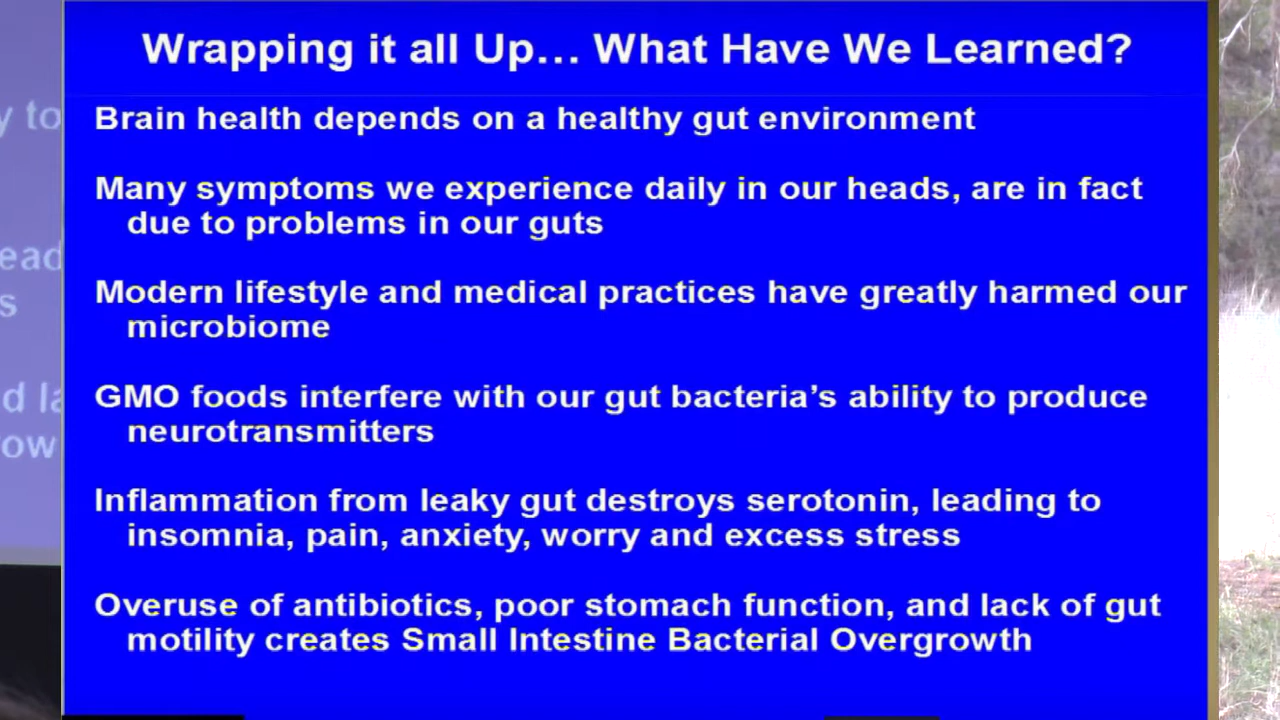 Wrapping it all Up... What Have We Learned?
Brain health depends on a healthy gut environment
Many symptoms we experience daily in our heads, are in fact
due to problems in our guts
Modern lifestyle and medical practices have greatly harmed our
microbiome
GMO foods interfere with our gut bacteria’s ability to produce
neurotransmitters
Inflammation from leaky gut destroys serotonin, leading to
insomnia, pain, anxiety, worry and excess stress
Overuse of antibiotics, poor stomach function, and lack of gut
motility creates Small Intestine Bacterial Overgrowth